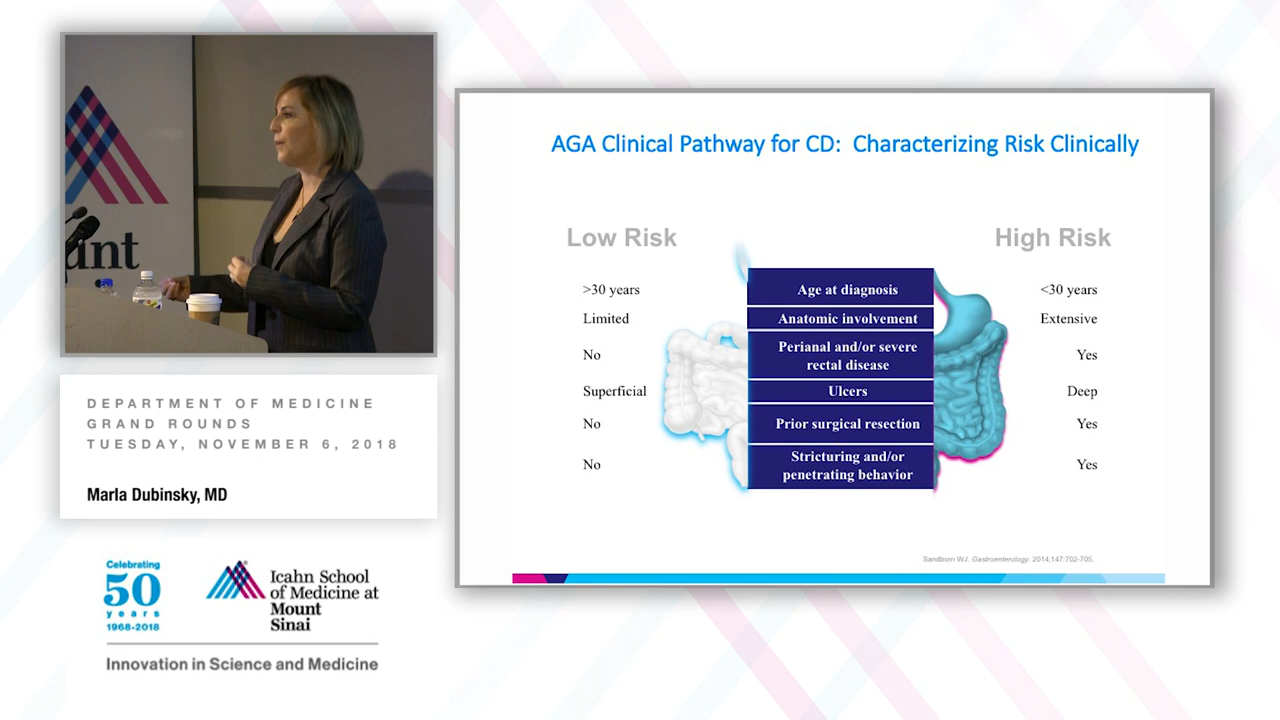 unt
DEPARTMENT OF MEDICINE
GRAND ROUNDS
TUESDAY, NOVEMBER 6, 2018
Marla Dubinsky, MD
Celebrating
50
years
1968-2018
Icahn School
of Medicine at
Mount
Sinai
Innovation in Science and Medicine
AGA Clinical Pathway for CD: Characterizing Risk Clinically
Low Risk
High Risk
>30 years Age at diagnosis <30 years
Limited Anatomic involvement Extensive
No Perianal and/or severe Yes
rectal disease
Superficial Ulcers Deep
No Prior surgical resection Yes
No Stricturing and/or Yes
penetrating behavior
Sandborn WJ. Gastroenterology. 2014;147:702-705.